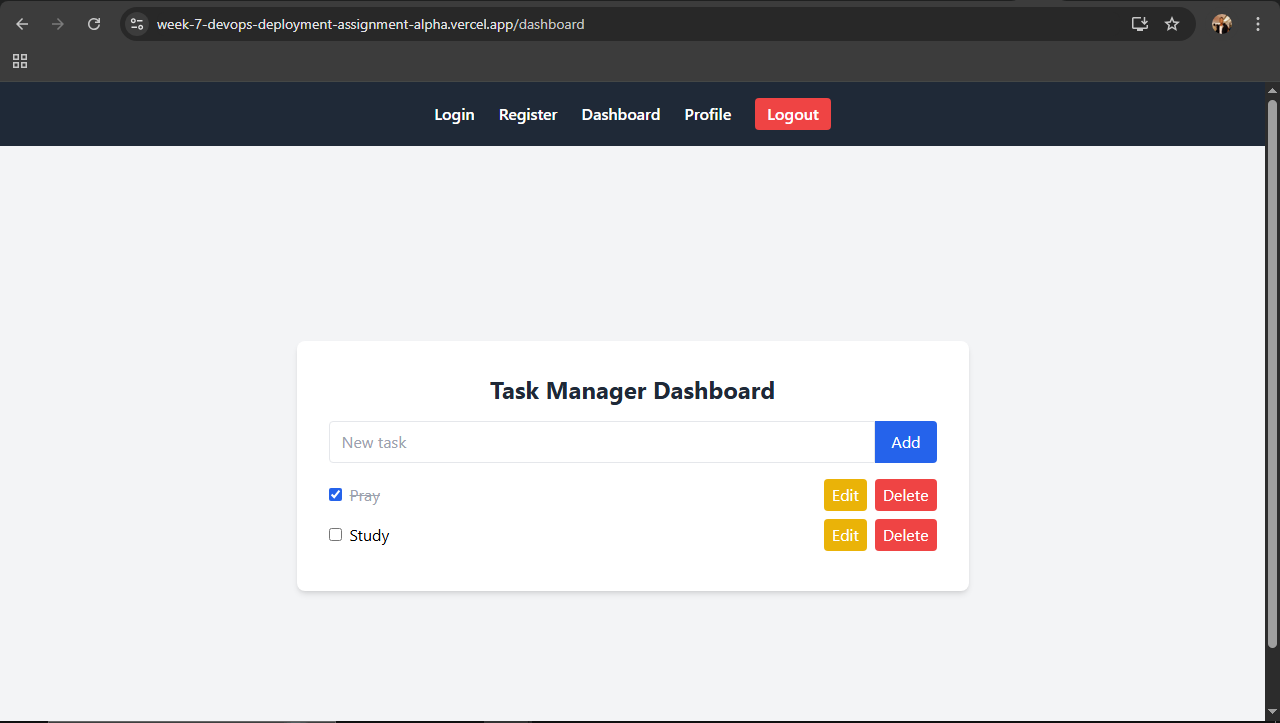 week-7-devops-deployment-assignment-alpha.vercel.app/dashboard
Login Register Dashboard Profile Logout
Task Manager Dashboard
New task Add
Pray Edit Delete
Study Edit Delete